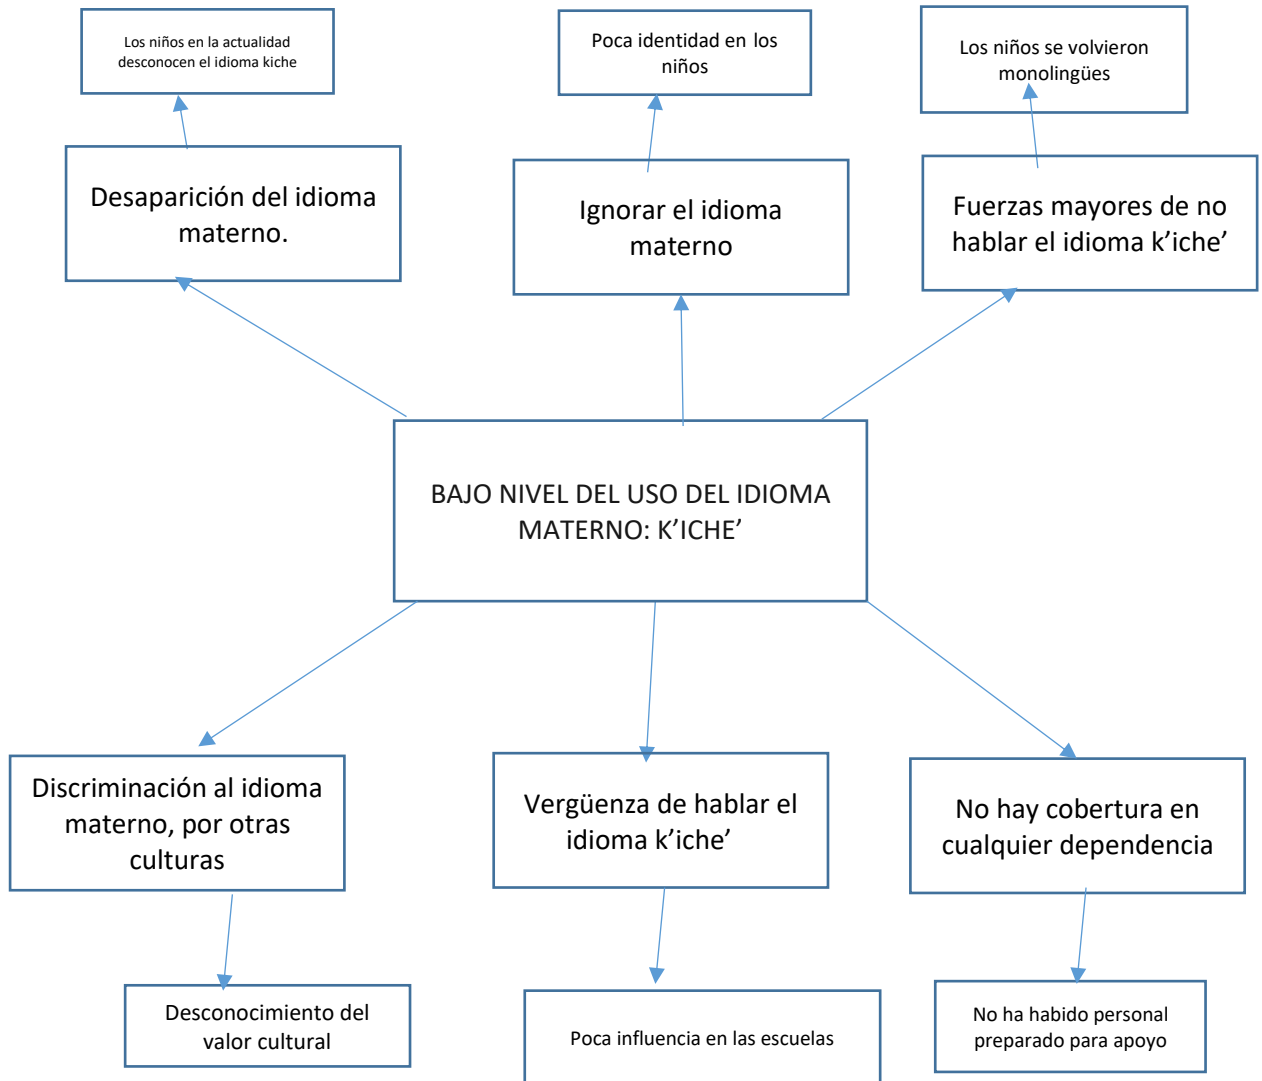 Los niños en la actualidad
desconocen el idioma kiche
Poca identidad en los
niños
Los niños se volvieron
monolingües
Desaparición del idioma
materno.
Ignorar el idioma
materno
Fuerzas mayores de no
hablar el idioma k’iche’
BAJO NIVEL DEL USO DEL IDIOMA
MATERNO: K’ICHE’
Discriminación al idioma
materno, por otras
culturas
Vergüenza de hablar el
idioma k’iche’
No hay cobertura en
cualquier dependencia
Desconocimiento del
valor cultural
Poca influencia en las escuelas
No ha habido personal
preparado para apoyo